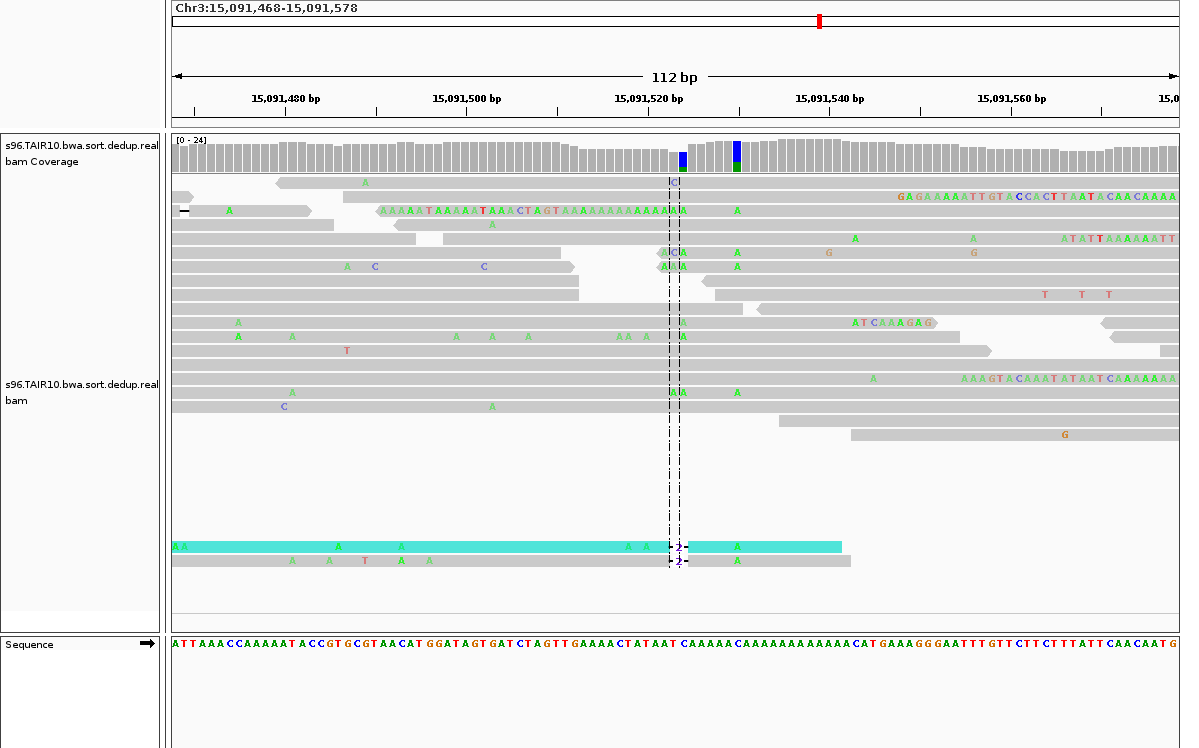 Chr3:15,091,468-15,091,578
112 bp
15,091,480 bp 15,091,500 bp 15,091,520 bp 15,091,540 bp 15,091,560 bp 15,0
s96.TAIR10.bwa.sort.dedup.real
bam Coverage
[0 - 24]
A C
GAGAAAAATTGTACCACTTAATACAACAAAA
A AAAAATAAAAATAAACTAGTAAAAAAAAAAAAAA A
A
A A ATATTAAAAAATT
ACA A G G
A C C AAA A
T T T
A A ATCAAAGAG
A A A A A AA A A
T
A AAAGTACAAATATAATCAAAAAAA
A AA A
C A
G
s96.TAIR10.bwa.sort.dedup.real
bam
AA A A A A 2 A
A A T A A 2 A
Sequence
ATTAAACCAAAAATACCGTGCGTAACATGGATAGTGATCTAGTTGAAAACTATAATCAAAAACAAAAAAAAAAAACATGAAAGGGAATTTGTTCTTCTTTATTCAACAATG